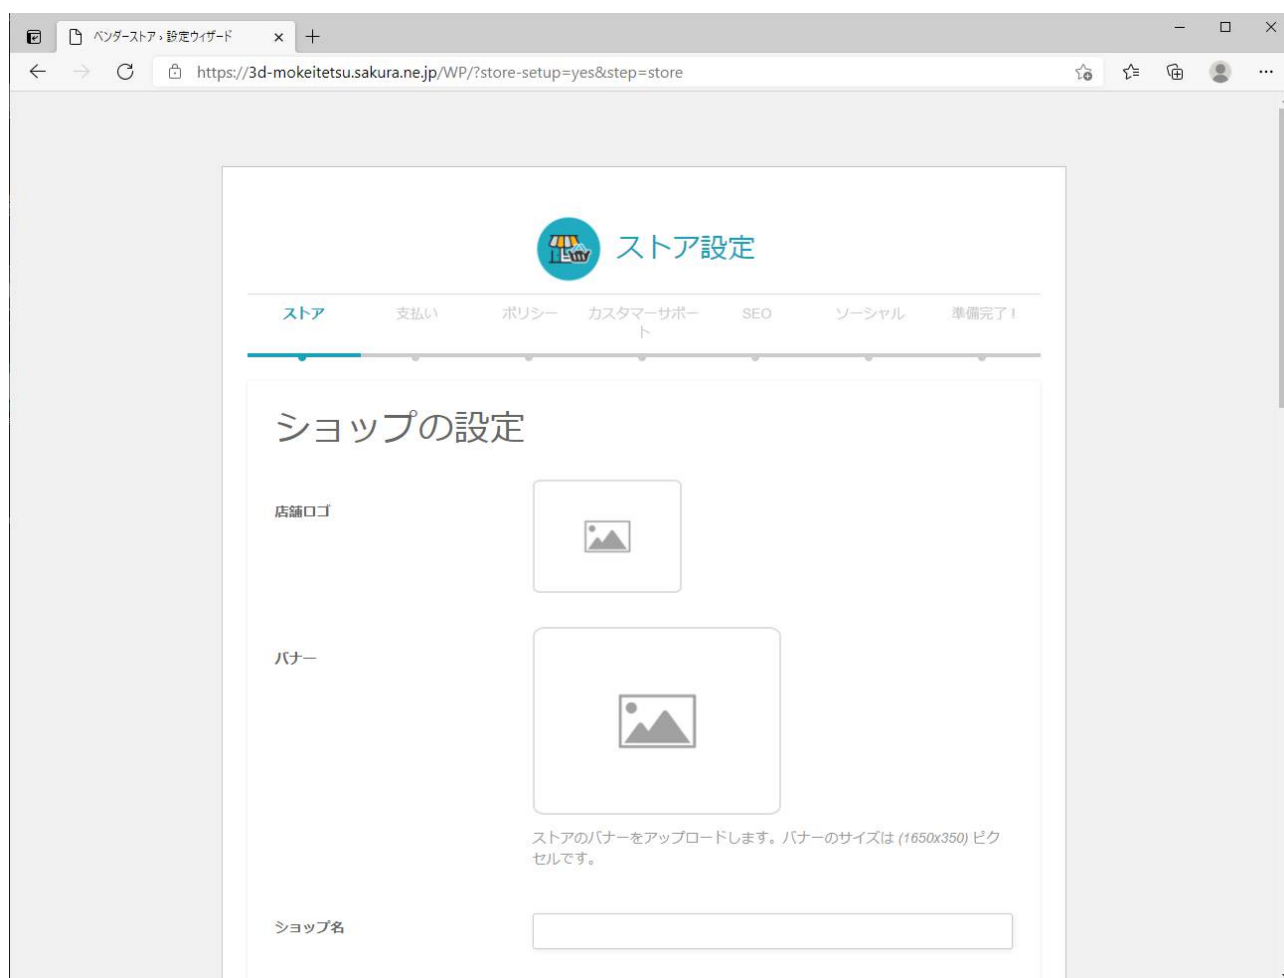 ベンダーストア › 設定ウィザード
https://3d-mokeitetsu.sakura.ne.jp/WP/?store-setup=yes&step=store
ストア設定
ストア 支払い ポリシー カスタマーサポー SEO ソーシャル 準備完了!
ト
ショップの設定
店舗ロゴ
バナー
ストアのバナーをアップロードします。バナーのサイズは (1650x350) ピク
セルです。
ショップ名